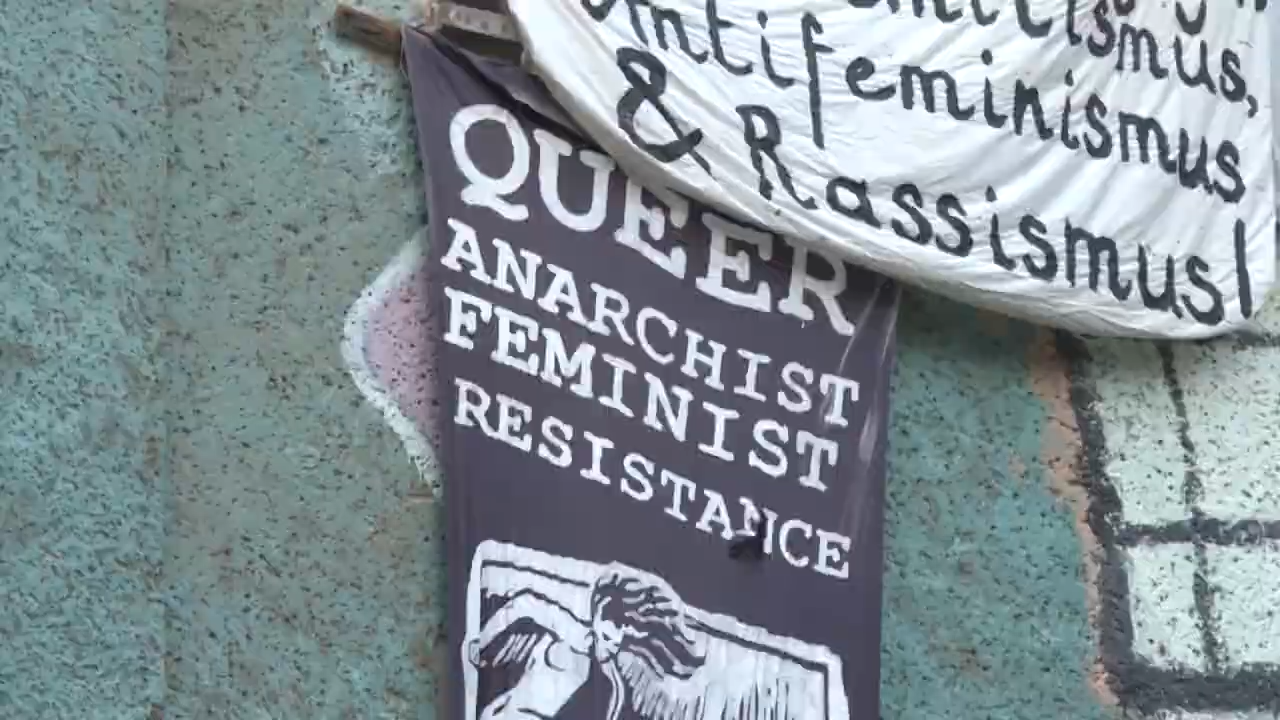 Antifeminismus
& Rassismus!
QUEER
ANARCHIST
FEMINIST
RESISTANCE